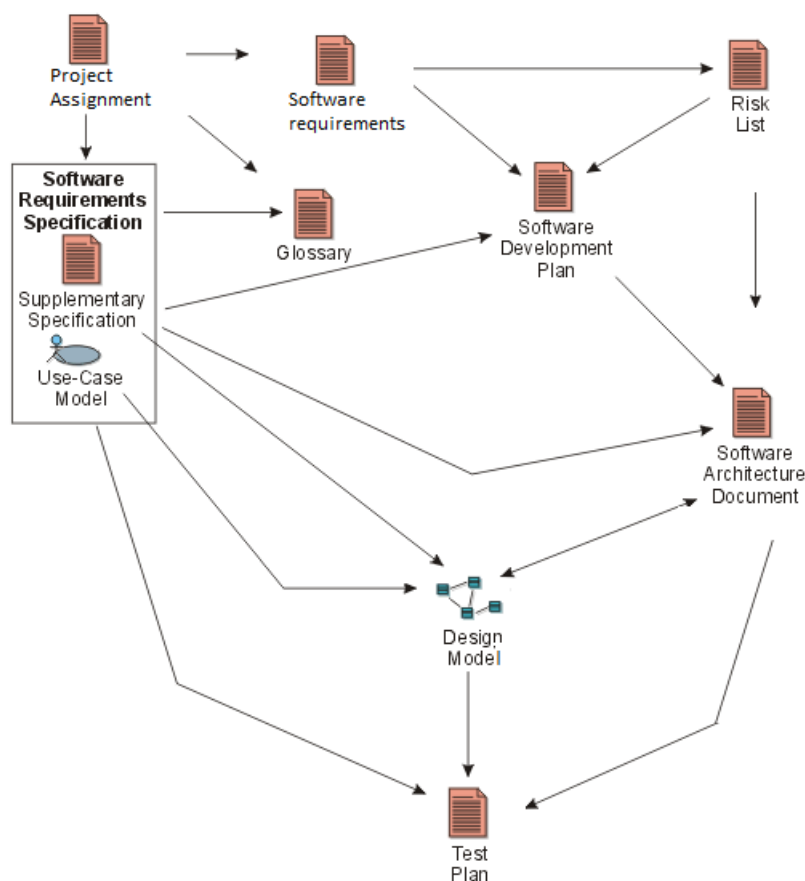 Project
Assignment
Software
requirements
Risk
List
Software
Requirements
Specification
Supplementary
Specification
Use-Case
Model
Glossary
Software
Development
Plan
Software
Architecture
Document
Design
Model
Test
Plan